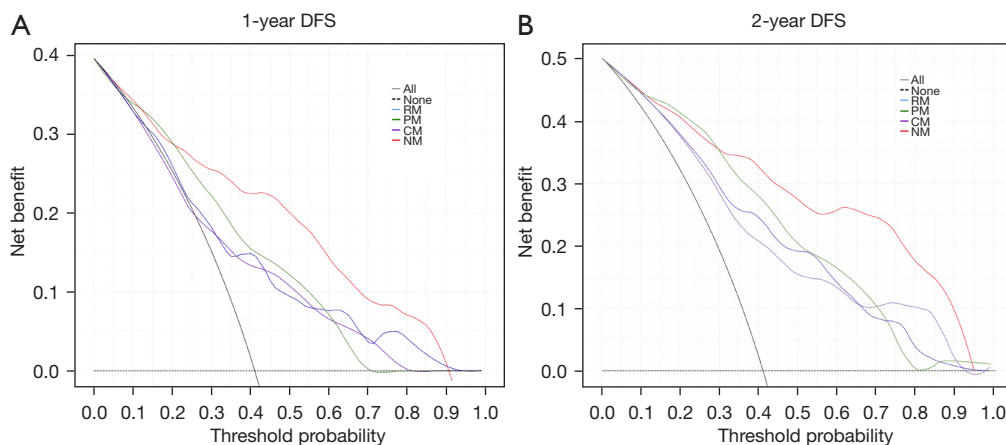 A
1-year DFS
Net benefit
0.4
0.3
0.2
0.1
0.0
All
None
RM
PM
CM
NM
0.0 0.1 0.2 0.3 0.4 0.5 0.6 0.7 0.8 0.9 1.0
Threshold probability
B
2-year DFS
Net benefit
0.5
0.4
0.3
0.2
0.1
0.0
All
None
RM
PM
CM
NM
0.0 0.1 0.2 0.3 0.4 0.5 0.6 0.7 0.8 0.9 1.0
Threshold probability